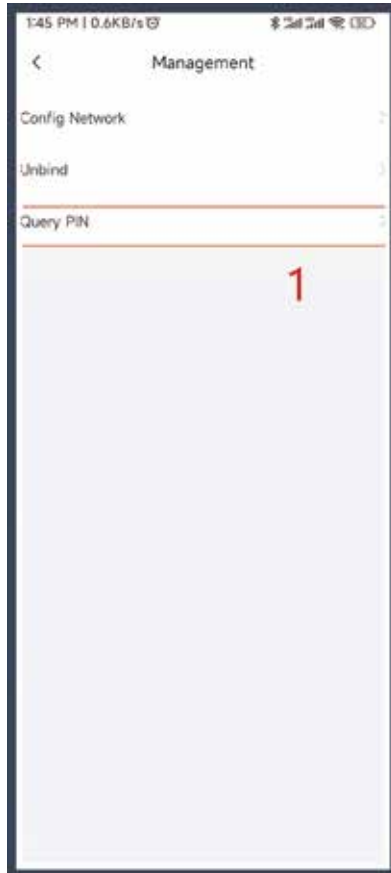 1:45 PM | 0.6KB/s
Management
Config Network
Unbind
Query PIN
1